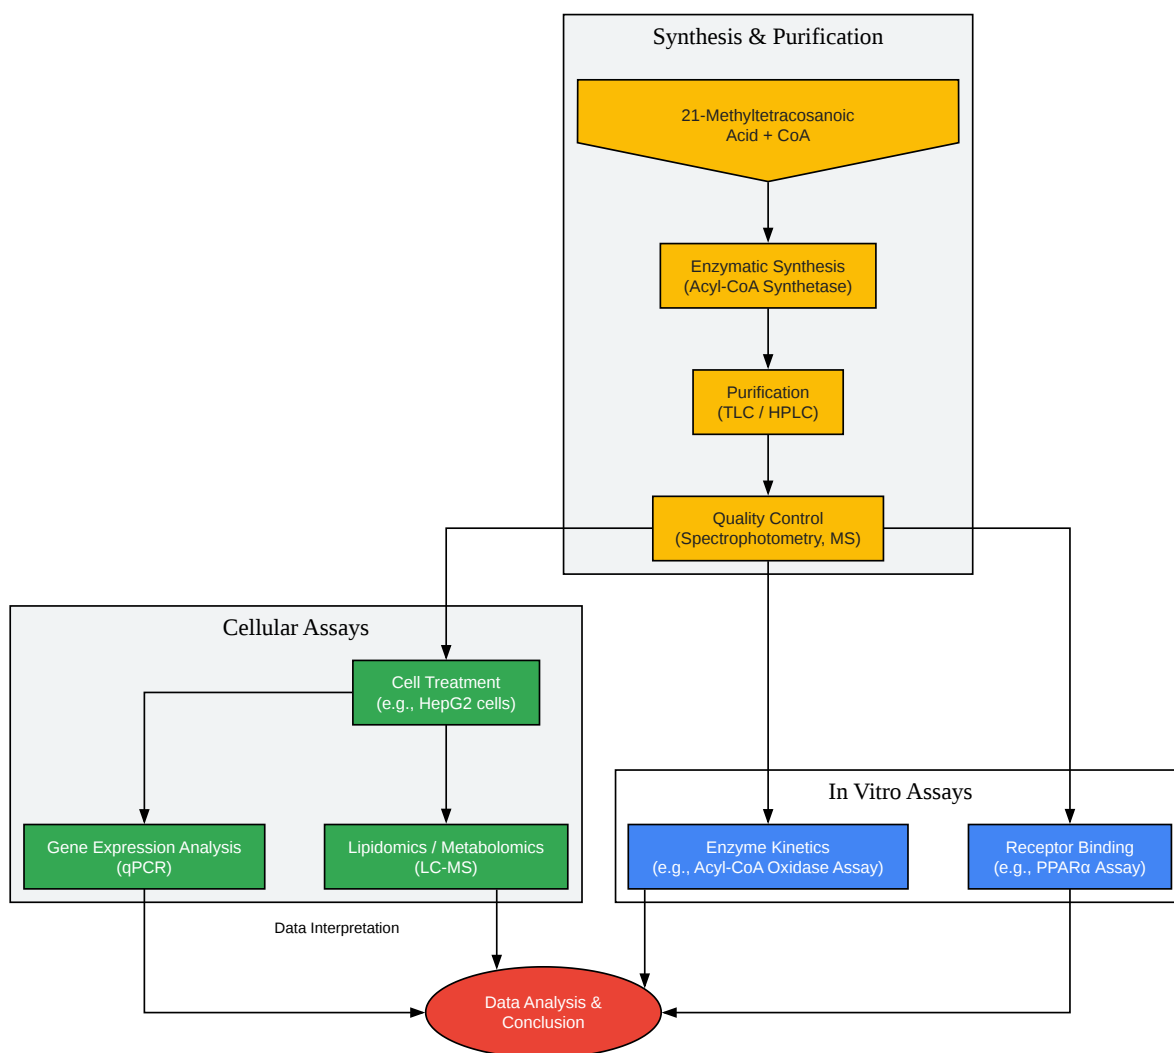 Synthesis & Purification
21-Methyltetracosanoic
Acid + CoA
Enzymatic Synthesis
(Acyl-CoA Synthetase)
Purification
(TLC / HPLC)
Quality Control
(Spectrophotometry, MS)
Cellular Assays
Cell Treatment
(e.g., HepG2 cells)
In Vitro Assays
Gene Expression Analysis
(qPCR)
Lipidomics / Metabolomics
(LC-MS)
Enzyme Kinetics
(e.g., Acyl-CoA Oxidase Assay)
Receptor Binding
(e.g., PPARα Assay)
Data Interpretation
Data Analysis &
Conclusion